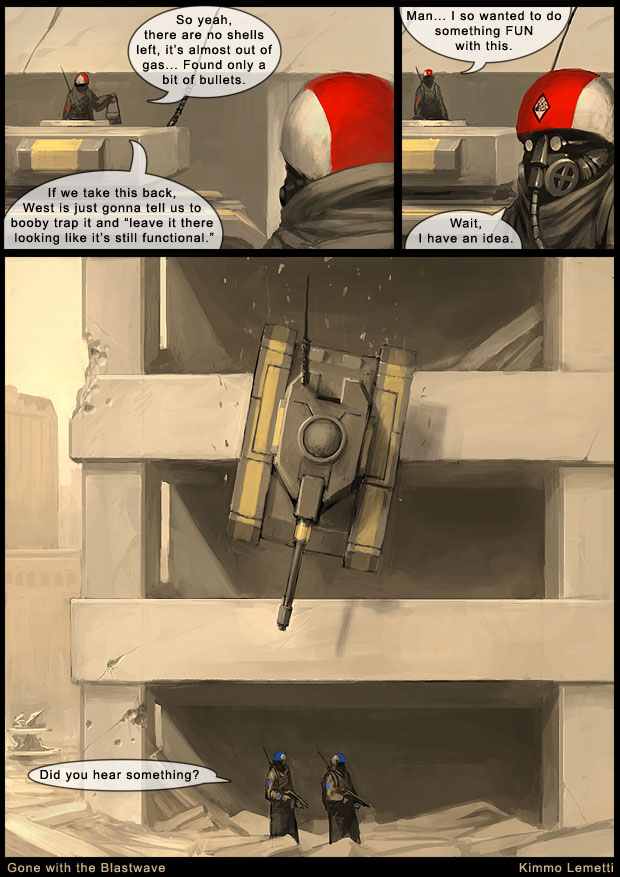 So yeah,
there are no shells
left, it's almost out of
gas... Found only a
bit of bullets.
If we take this back,
West is just gonna tell us to
booby trap it and “leave it there
looking like it's still functional.”
Man... I so wanted to do
something FUN
with this.
Wait,
I have an idea.
Did you hear something?
Gone with the Blastwave
Kimmo Lemetti